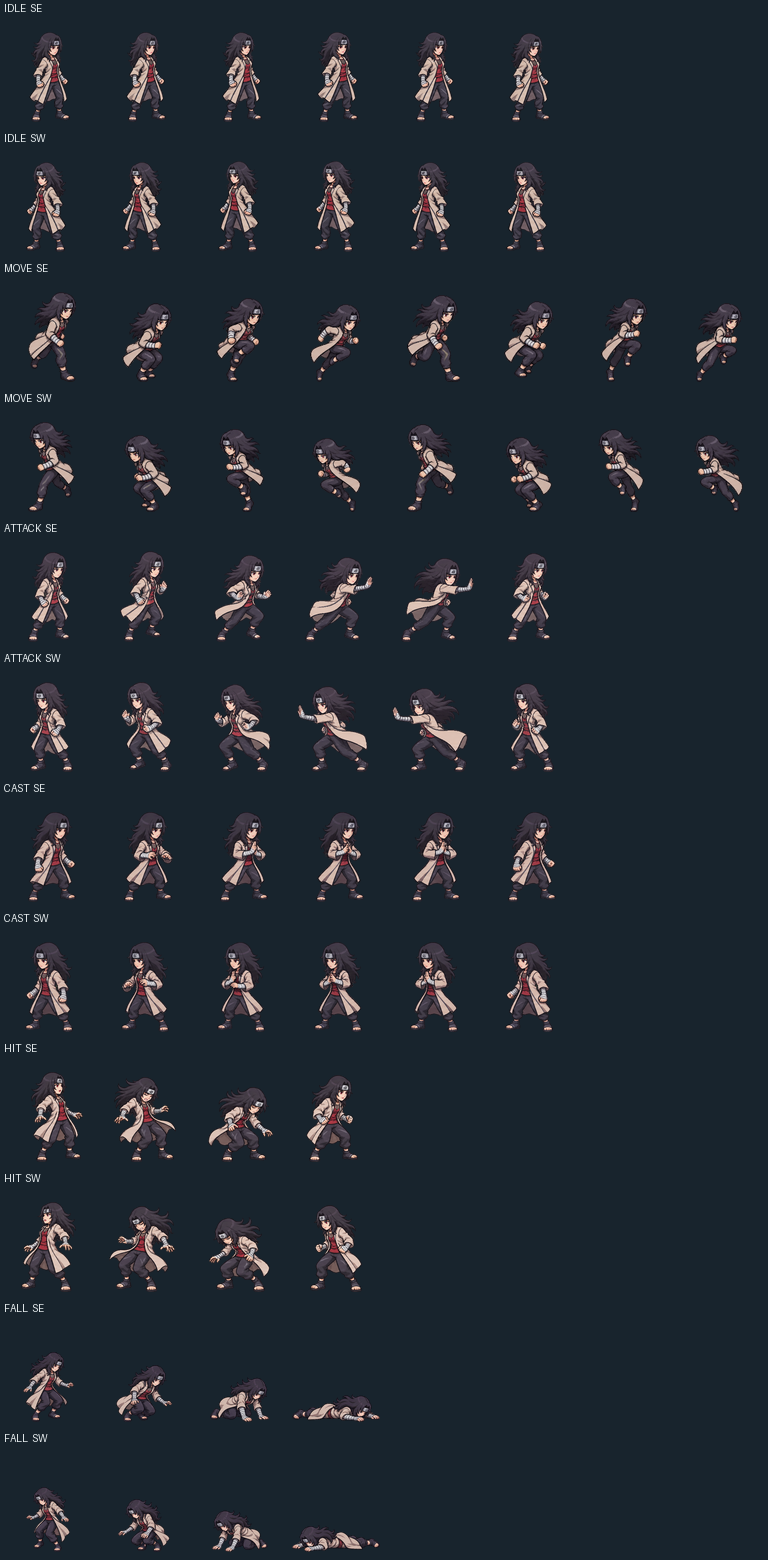 IDLE SE
IDLE SW
MOVE SE
MOVE SW
ATTACK SE
ATTACK SW
CAST SE
CAST SW
HIT SE
HIT SW
FALL SE
FALL SW